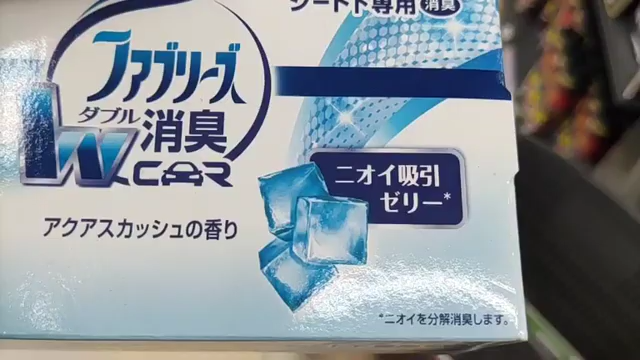 シート下専用 消臭
ファブリーズ
ダブル
W消臭
CAR
ニオイ吸引
ゼリー*
アクアスカッシュの香り
*ニオイを分解消臭します。